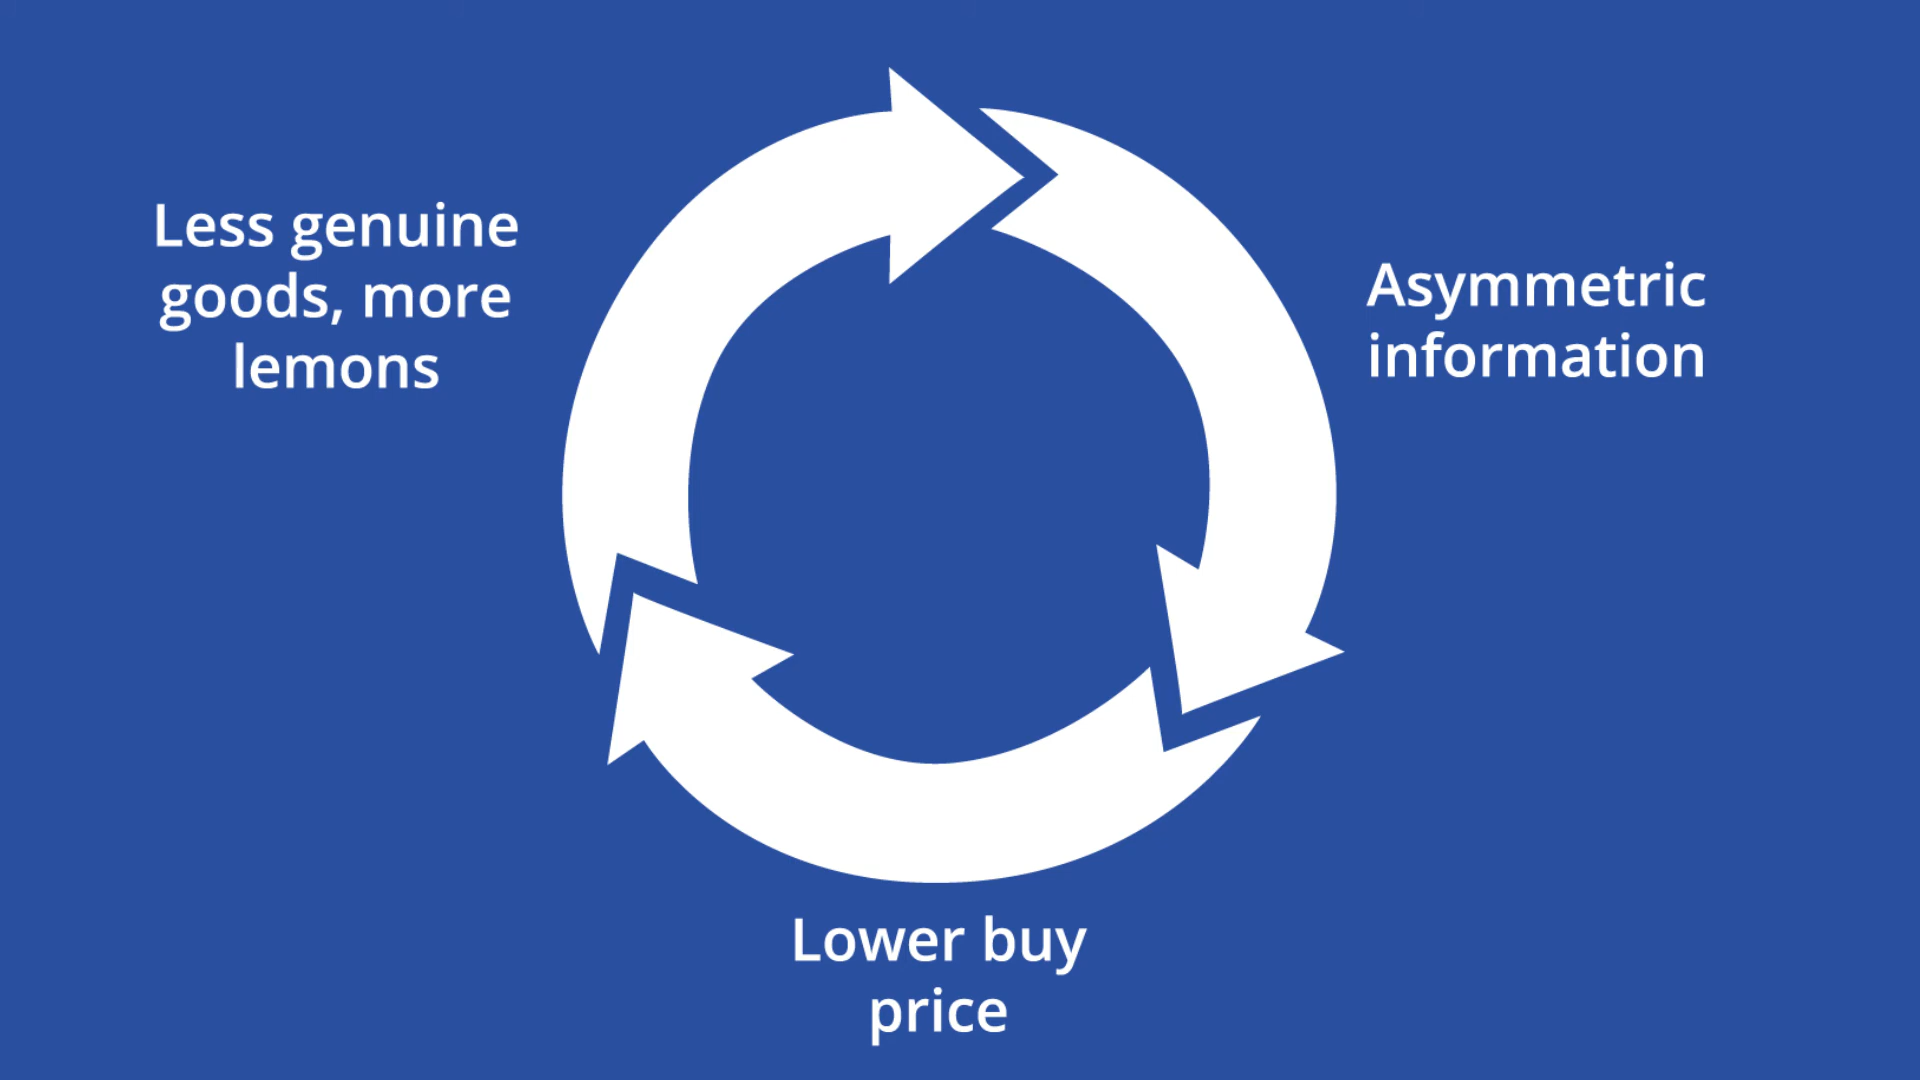 Less genuine
goods, more
lemons
Asymmetric
information
Lower buy
price